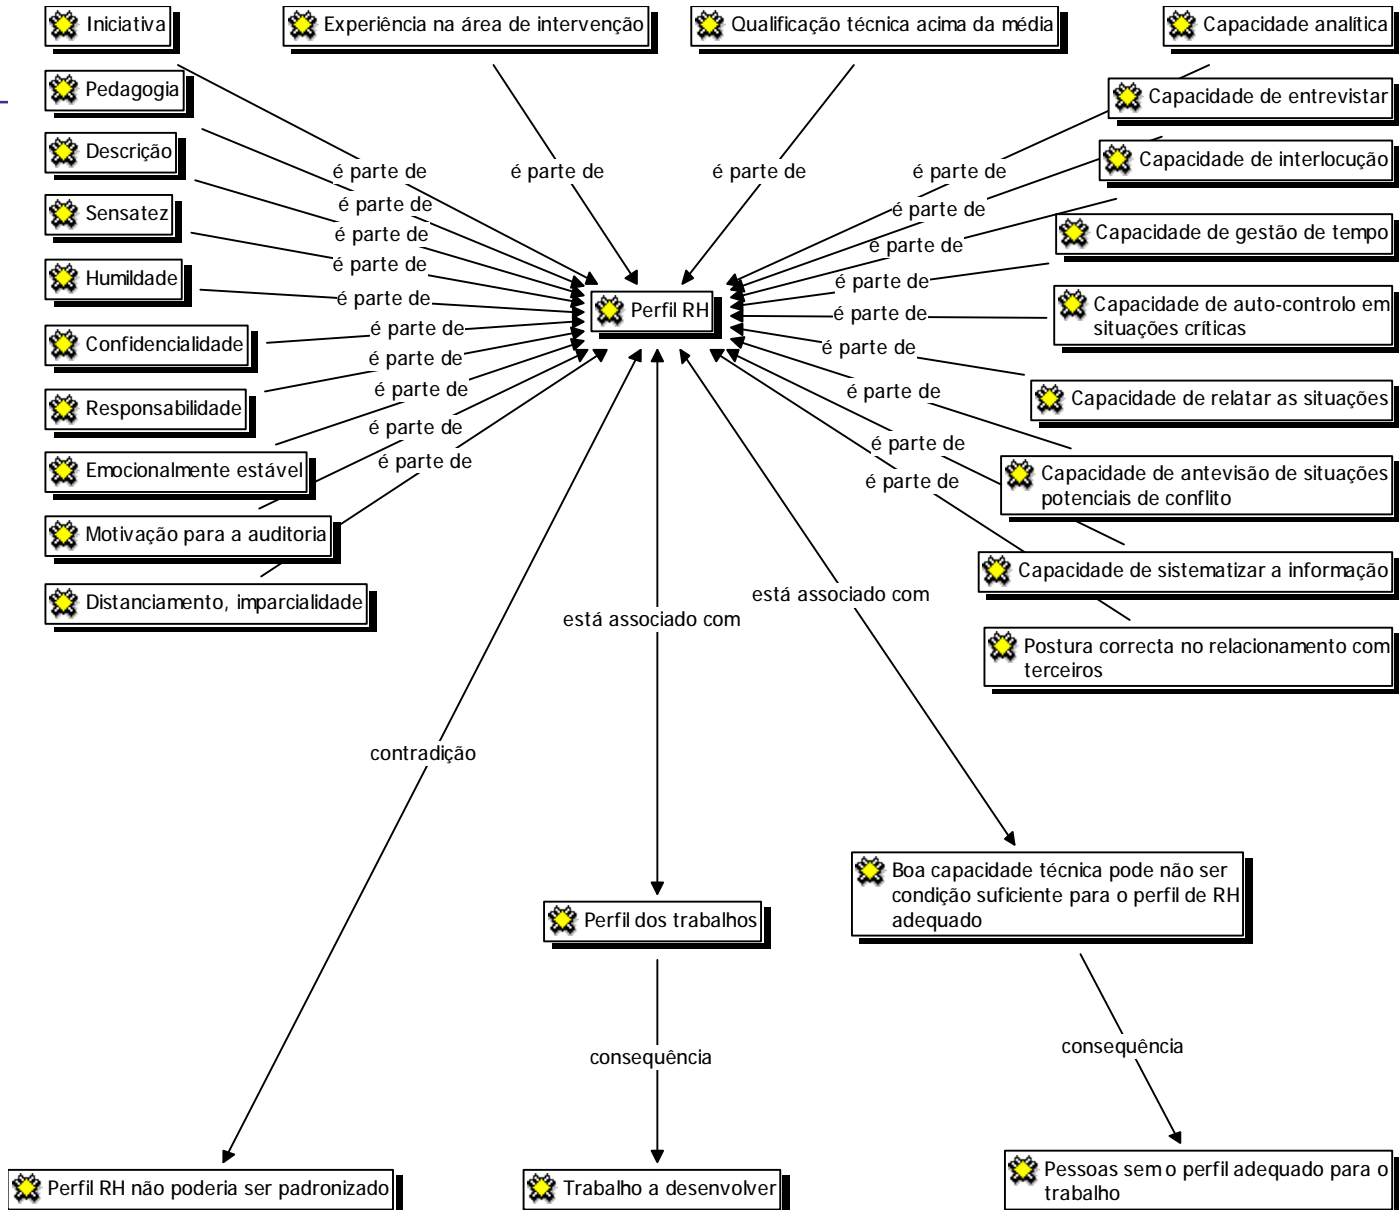 Iniciativa
Experiência na área de intervenção
Qualificação técnica acima da média
Capacidade analítica
Pedagogia
Capacidade de entrevistar
Descrição
Capacidade de interlocução
é parte de
é parte de
é parte de
é parte de
Sensatez
é parte de
é parte de
Capacidade de gestão de tempo
é parte de
é parte de
Humildade
é parte de
é parte de
é parte de
Perfil RH
é parte de
Capacidade de auto-controlo em
situações críticas
Confidencialidade
é parte de
é parte de
é parte de
Responsabilidade
é parte de
é parte de
Capacidade de relatar as situações
é parte de
é parte de
Emocionalmente estável
é parte de
é parte de
Capacidade de antevisão de situações
potenciais de conflito
Motivação para a auditoria
Capacidade de sistematizar a informação
Distanciamento, imparcialidade
está associado com
está associado com
Postura correcta no relacionamento com
terceiros
contradição
Boa capacidade técnica pode não ser
condição suficiente para o perfil de RH
adequado
Perfil dos trabalhos
consequência
consequência
Perfil RH não poderia ser padronizado
Trabalho a desenvolver
Pessoas sem o perfil adequado para o
trabalho